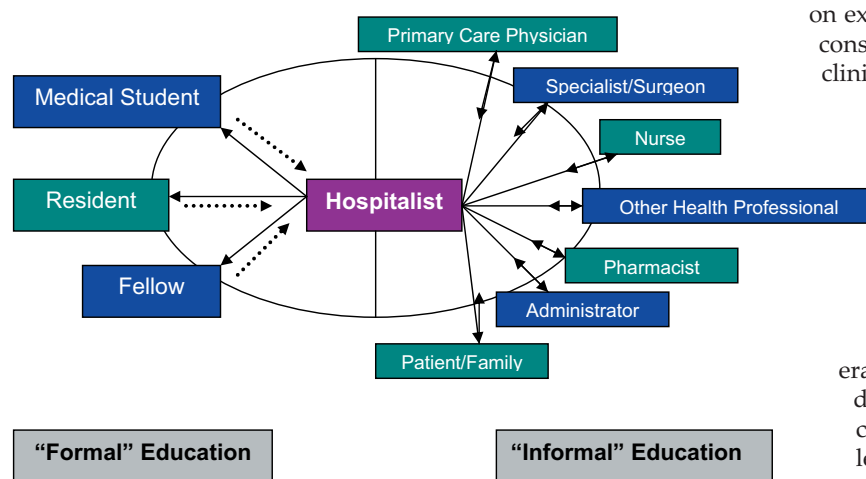 Primary Care Physician
Medical Student
Specialist/Surgeon
Nurse
Resident
Hospitalist
Other Health Professional
Fellow
Pharmacist
Administrator
Patient/Family
“Formal” Education
“Informal” Education
on ex
cons
clini
era
d
c
le